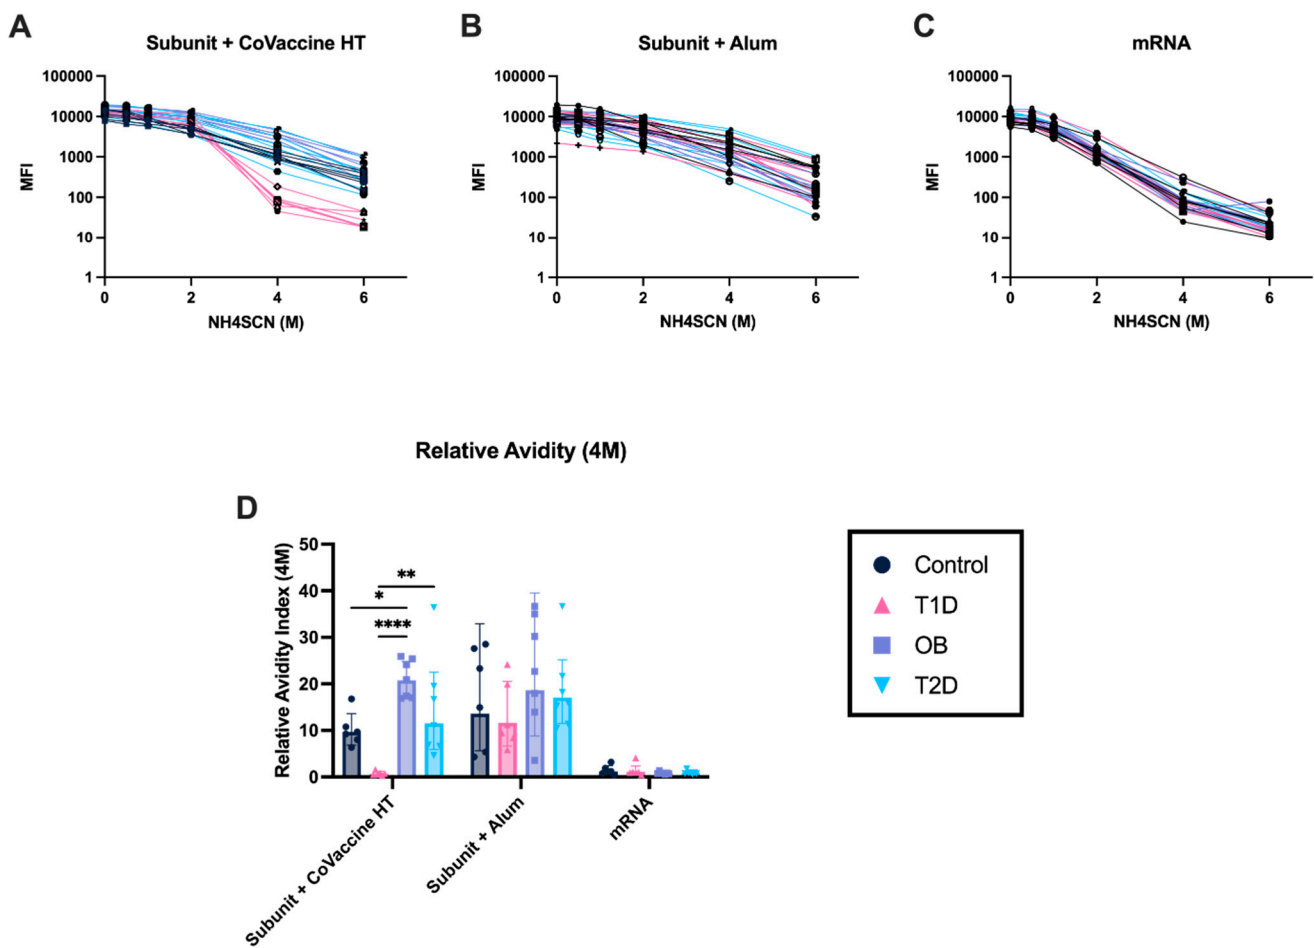 A
Subunit + CoVaccine HT
100000
10000
1000
100
10
1
MFI
0 2 4 6
NH4SCN (M)
B
Subunit + Alum
100000
10000
1000
100
10
1
MFI
0 2 4 6
NH4SCN (M)
C
mRNA
100000
10000
1000
100
10
1
MFI
0 2 4 6
NH4SCN (M)
Relative Avidity (4M)
D
50
40
30
20
10
0
Relative Avidity Index (4M)
**
*
****
Subunit + CoVaccine HT
Subunit + Alum
mRNA
Control
T1D
OB
T2D